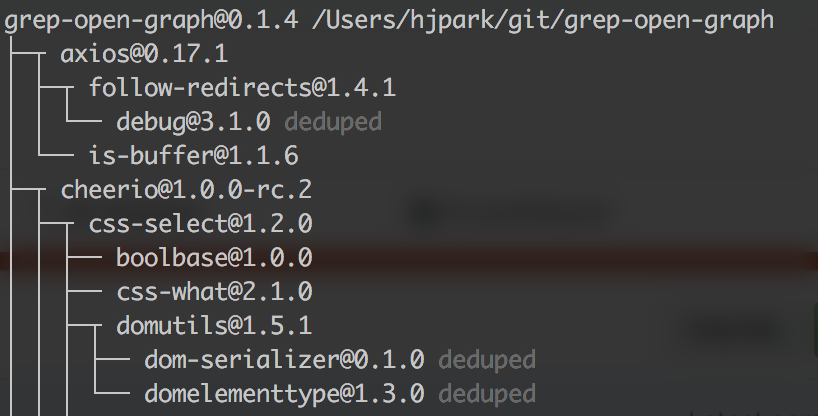 grep-open-graph@0.1.4 /Users/hjpark/git/grep-open-graph
axios@0.17.1
follow-redirects@1.4.1
debug@3.1.0 deduped
is-buffer@1.1.6
cheerio@1.0.0-rc.2
css-select@1.2.0
boolbase@1.0.0
css-what@2.1.0
domutils@1.5.1
dom-serializer@0.1.0 deduped
domelementtype@1.3.0 deduped